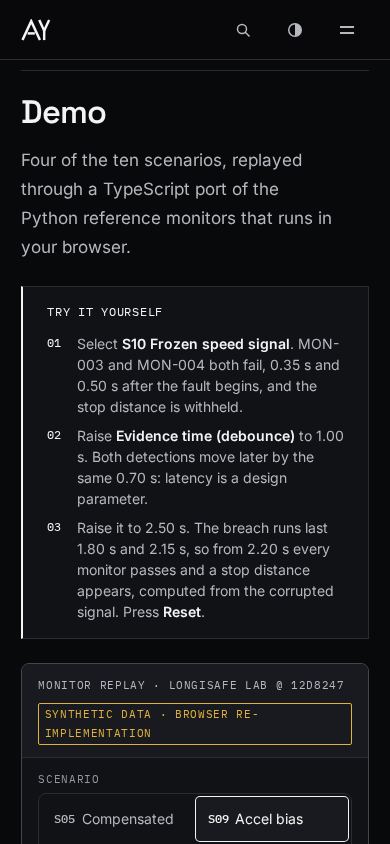 AY
Demo
Four of the ten scenarios, replayed
through a TypeScript port of the
Python reference monitors that runs in
your browser.
TRY IT YOURSELF
01 Select S10 Frozen speed signal. MON-
003 and MON-004 both fail, 0.35 s and
0.50 s after the fault begins, and the
stop distance is withheld.
02 Raise Evidence time (debounce) to 1.00
s. Both detections move later by the
same 0.70 s: latency is a design
parameter.
03 Raise it to 2.50 s. The breach runs last
1.80 s and 2.15 s, so from 2.20 s every
monitor passes and a stop distance
appears, computed from the corrupted
signal. Press Reset.
MONITOR REPLAY · LONGISAFE LAB @ 12D8247
SYNTHETIC DATA · BROWSER RE-
IMPLEMENTATION
SCENARIO
S05 Compensated S09 Accel bias